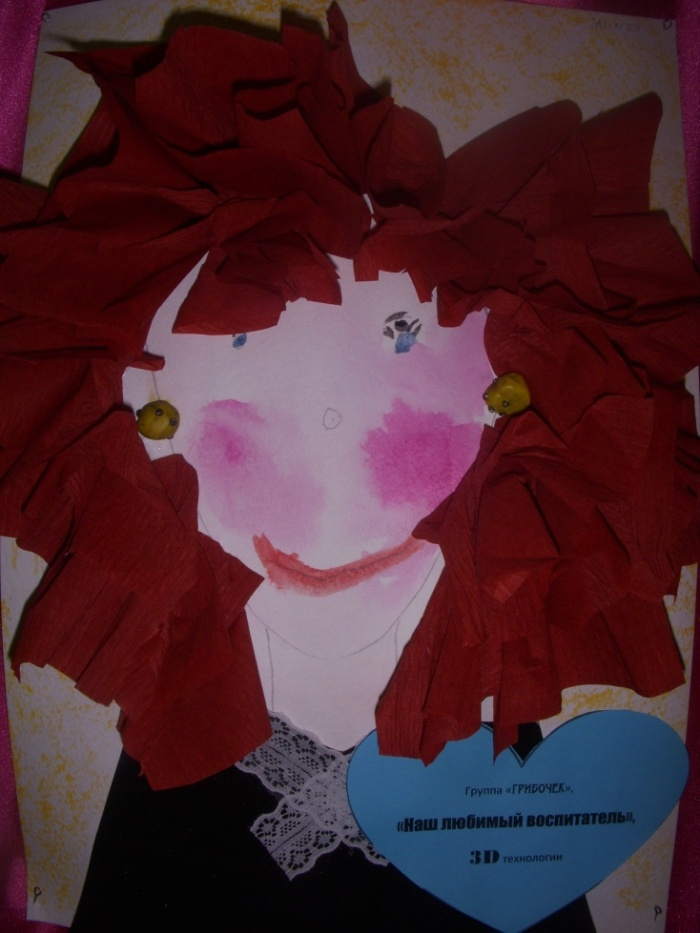 Группа «ГРИБОЧЕК».
«Наш любимый воспитатель».
3D технологии